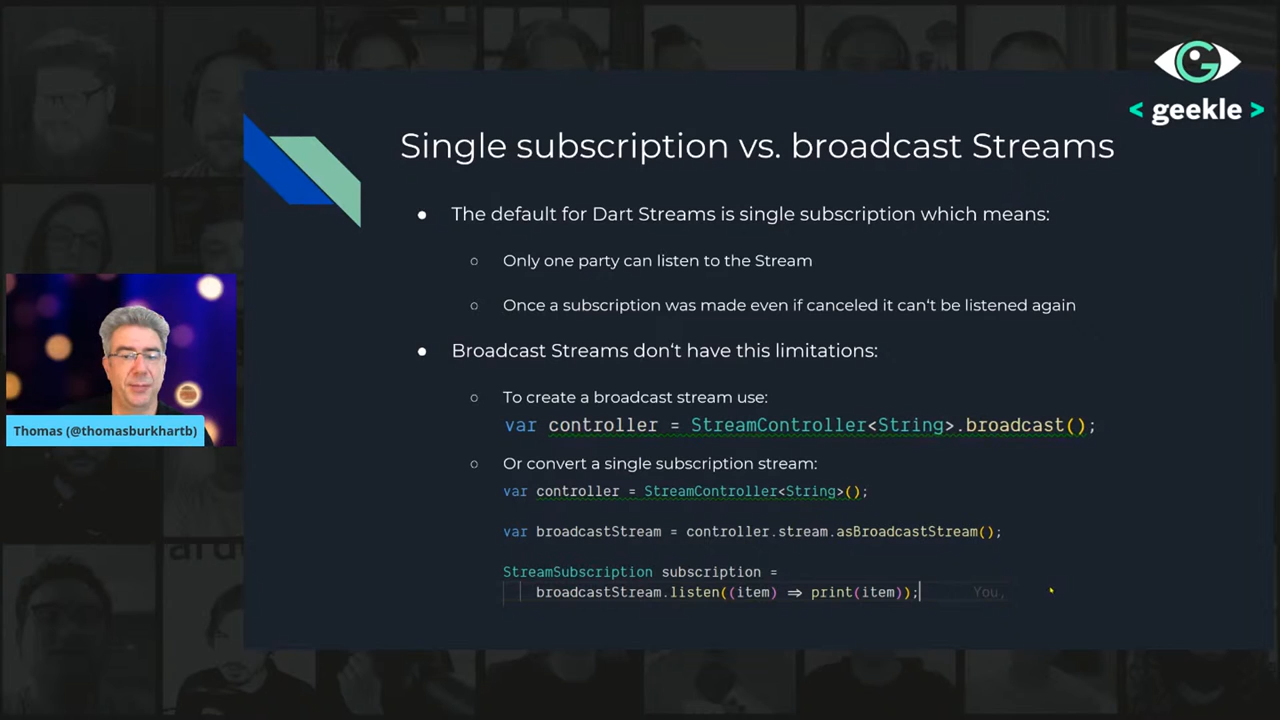 < geekle >
Single subscription vs. broadcast Streams
● The default for Dart Streams is single subscription which means:
○ Only one party can listen to the Stream
○ Once a subscription was made even if canceled it can‘t be listened again
● Broadcast Streams don‘t have this limitations:
○ To create a broadcast stream use:
var controller = StreamController<String>.broadcast();
○ Or convert a single subscription stream:
var controller = StreamController<String>();
var broadcastStream = controller.stream.asBroadcastStream();
StreamSubscription subscription =
broadcastStream.listen((item) => print(item));
You,
Thomas (@thomasburkhartb)